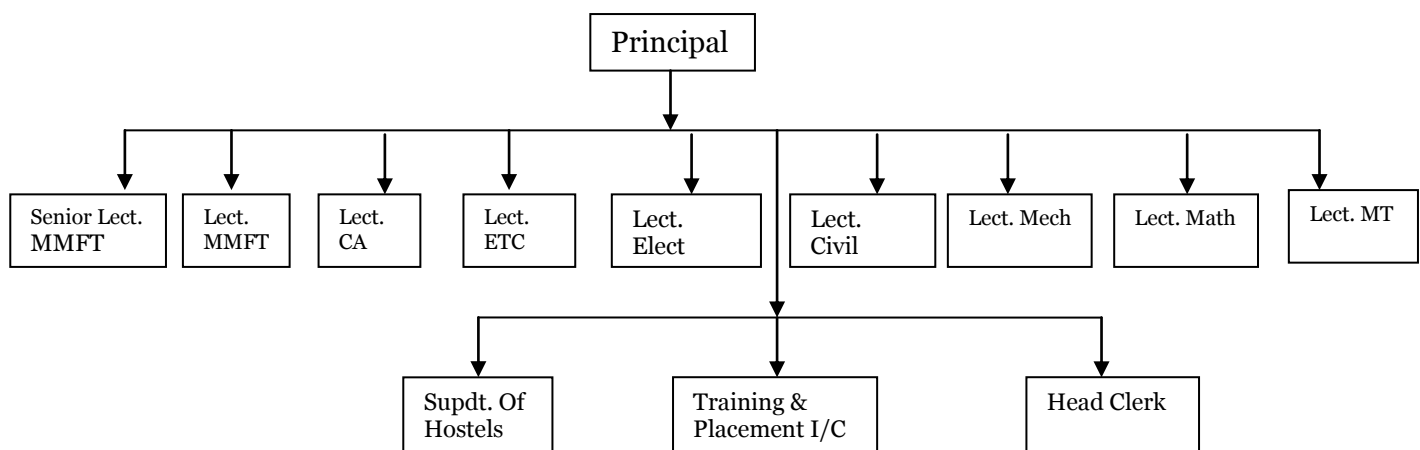 Principal
Senior Lect.
MMFT
Lect.
MMFT
Lect.
CA
Lect.
ETC
Lect.
Elect
Lect.
Civil
Lect. Mech
Lect. Math
Lect. MT
Supdt. Of
Hostels
Training &
Placement I/C
Head Clerk